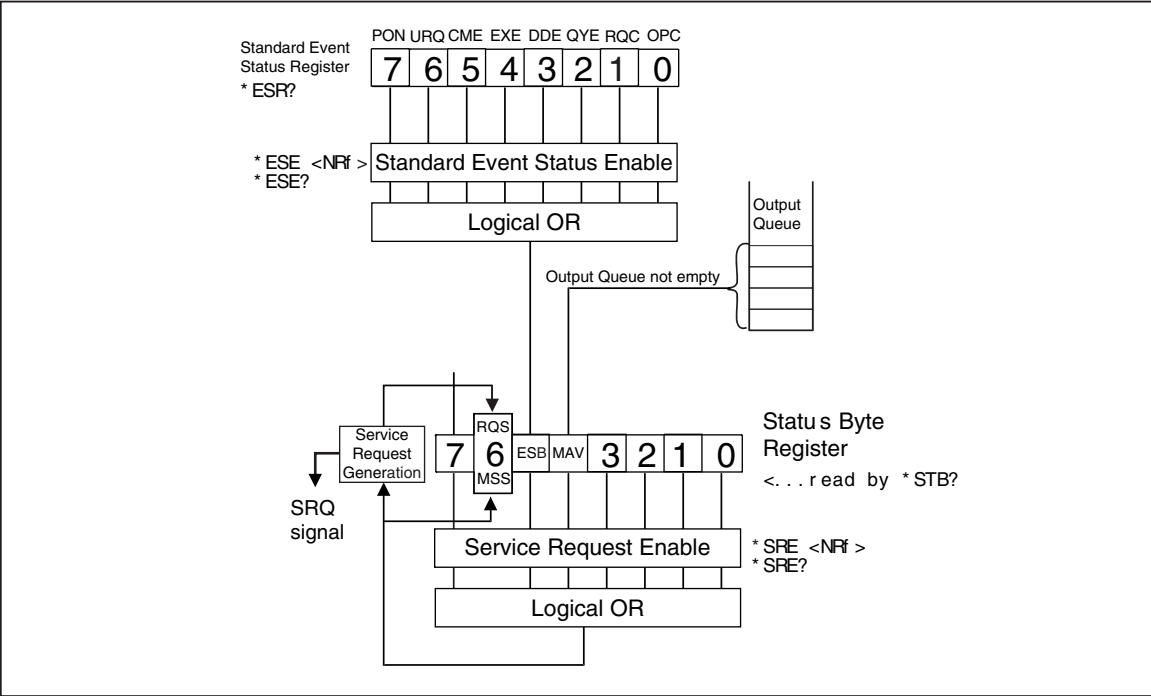 PON URQ CME EXE DDE QYE RQC OPC
Standard Event
Status Register
* ESR?
7 6 5 4 3 2 1 0
* ESE <NRf >
* ESE?
Standard Event Status Enable
Logical OR
Output
Queue
Output Queue not empty
Service
Request
Generation
SRQ
signal
RQS
7 6 ESB MAV 3 2 1 0
MSS
Statu s Byte
Register
<. . . r ead by * STB?
Service Request Enable
* SRE <NRf >
* SRE?
Logical OR